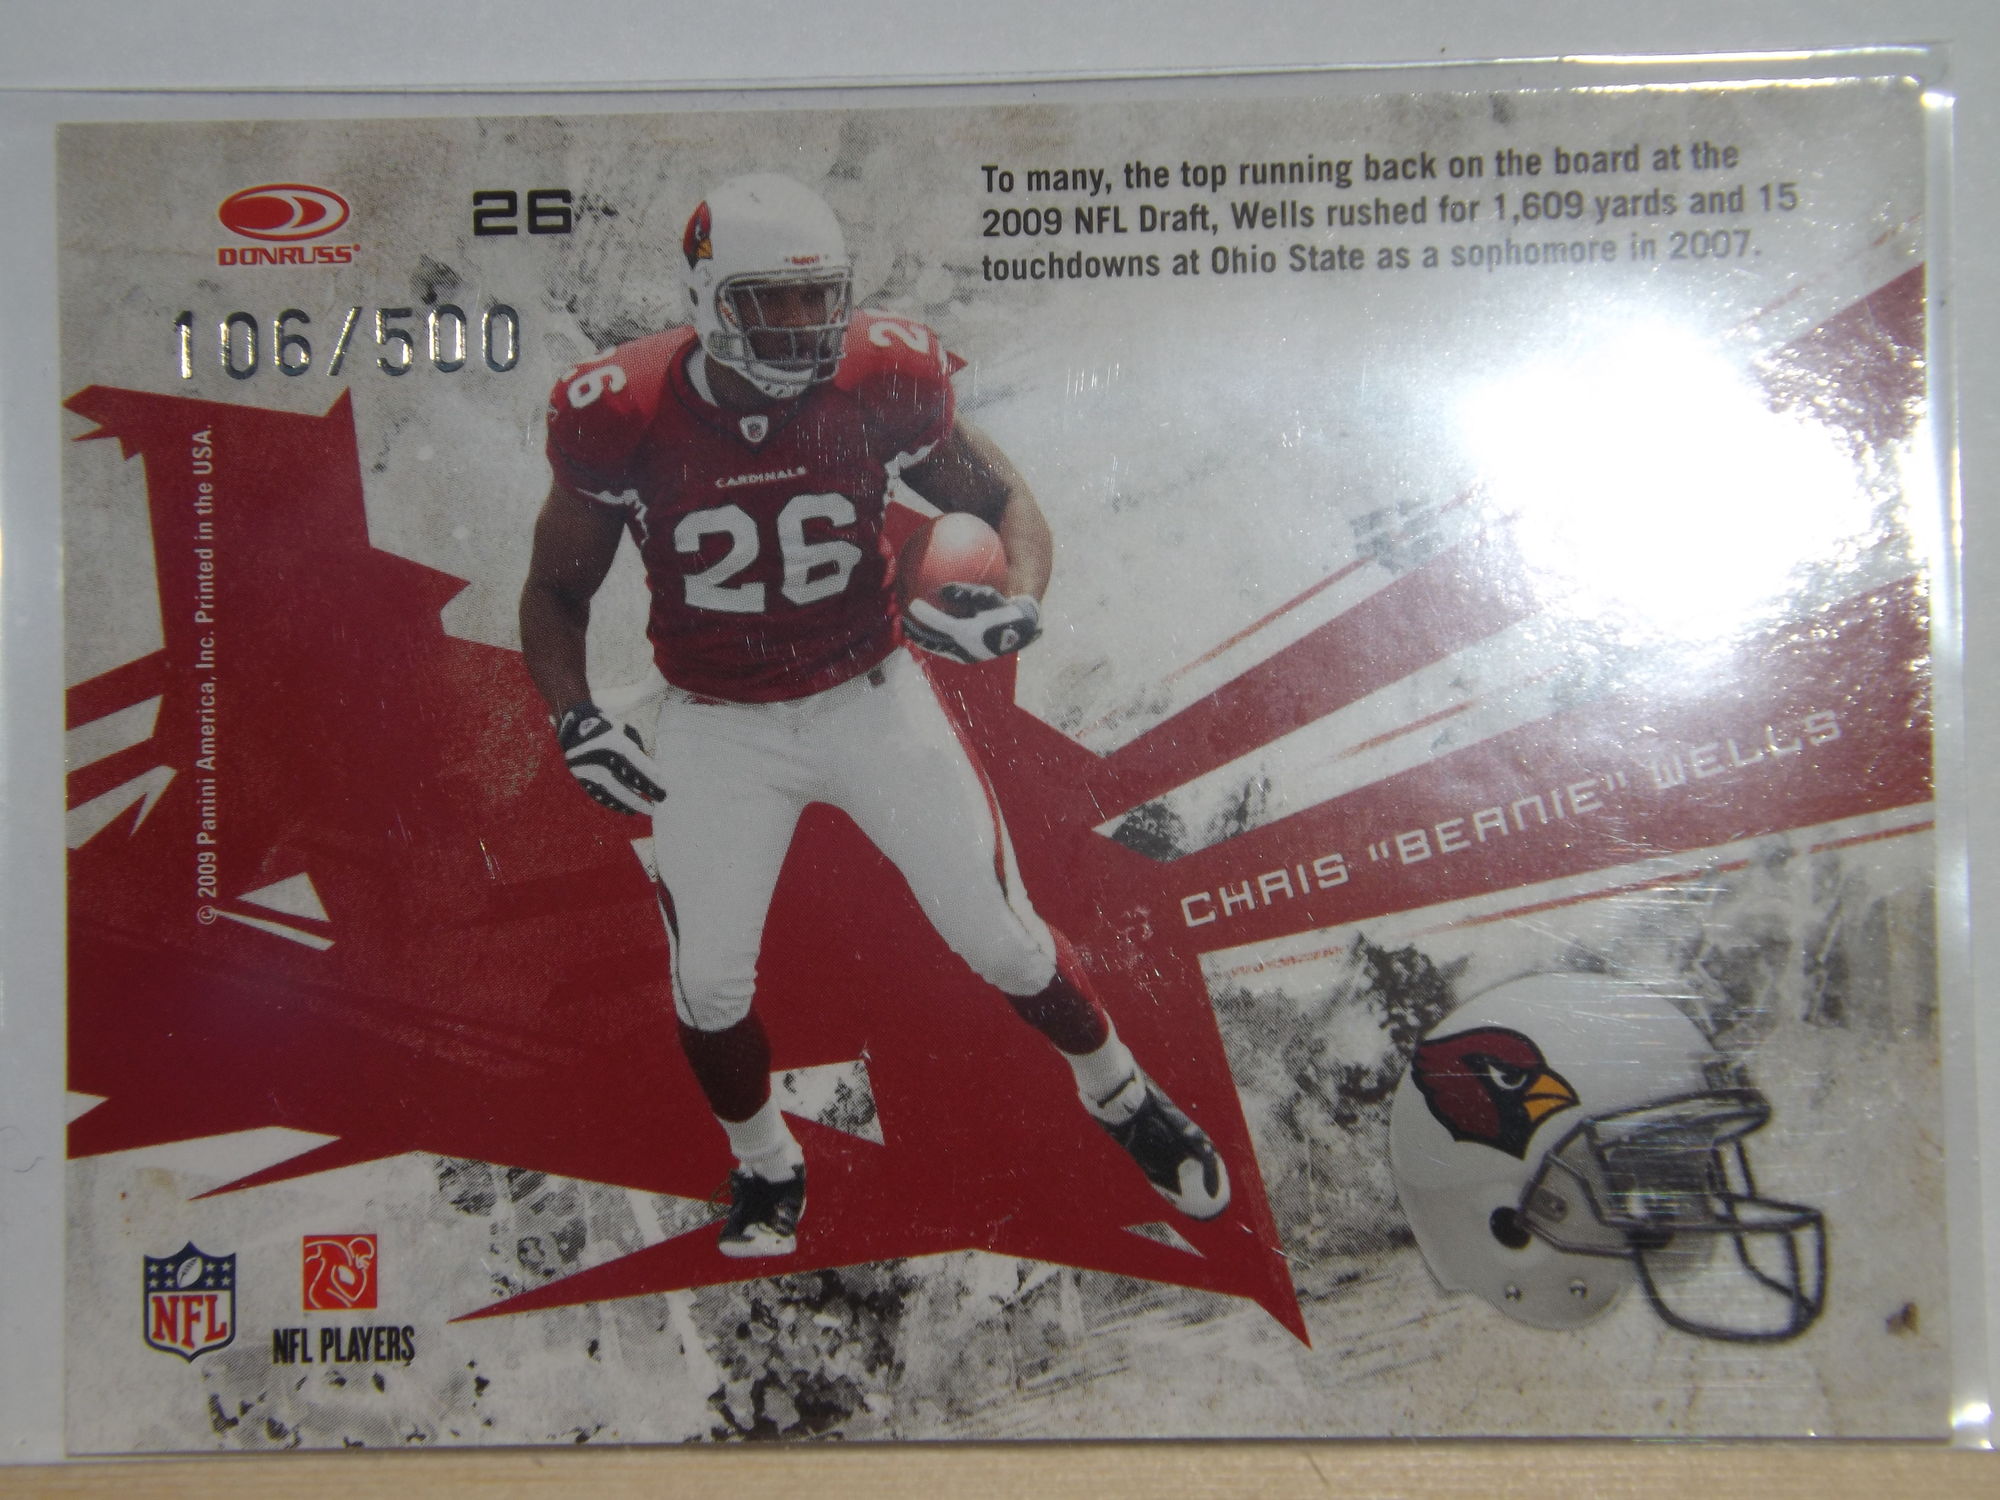 DONRUSS
26
To many, the top running back on the board at the
2009 NFL Draft, Wells rushed for 1,609 yards and 15
touchdowns at Ohio State as a sophomore in 2007.
106/500
Riddell
26
26
CARDINALS
26
© 2009 Panini America, Inc. Printed in the USA.
CHRIS "BEANIE" WELLS
NFL
NFL PLAYERS